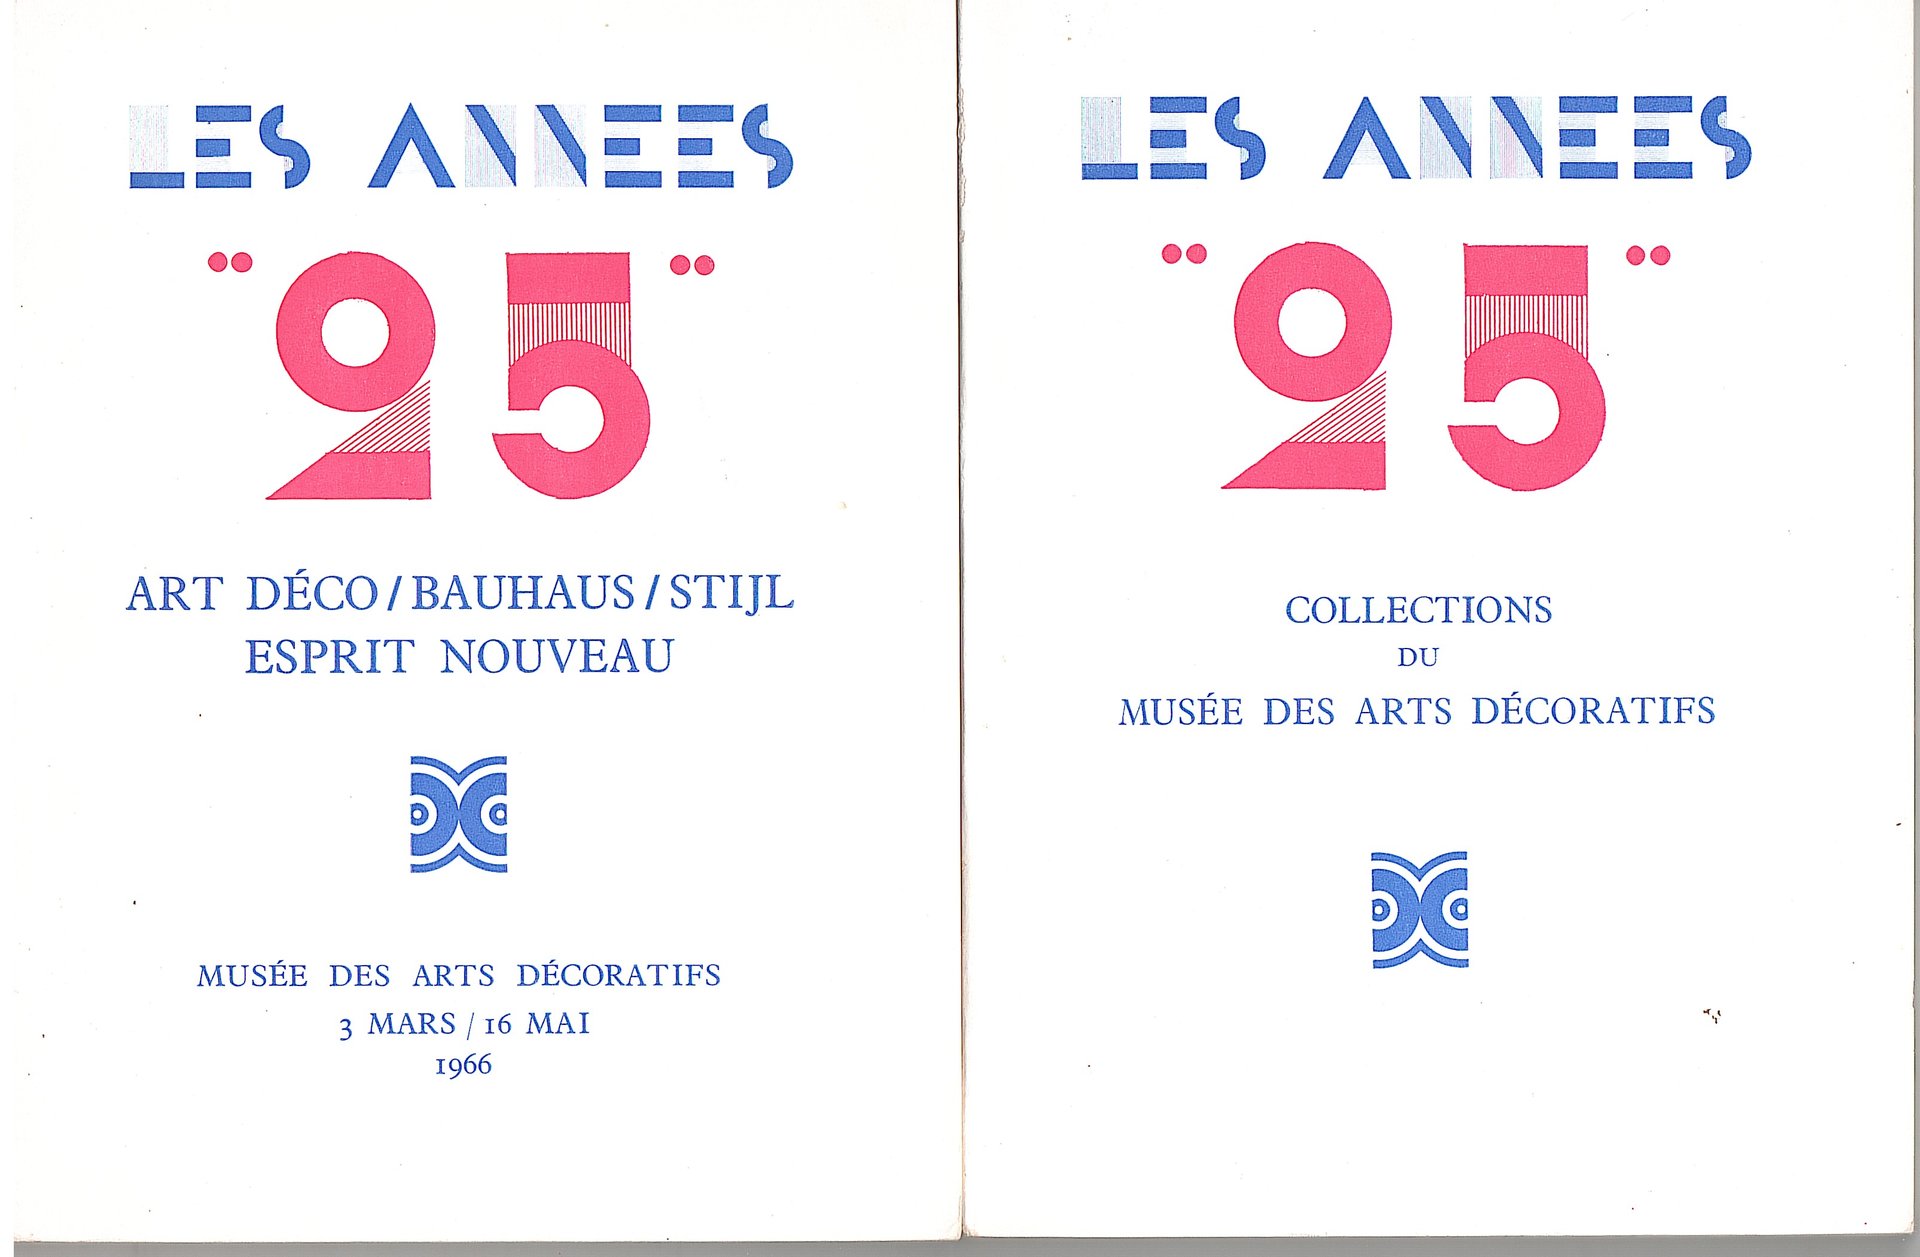 LES ANNEES
"25"
ART DÉCO/BAUHAUS/STIJL
ESPRIT NOUVEAU
MUSÉE DES ARTS DÉCORATIFS
3 MARS/16 MAI
1966
LES ANNEES
"25"
COLLECTIONS
DU
MUSÉE DES ARTS DÉCORATIFS